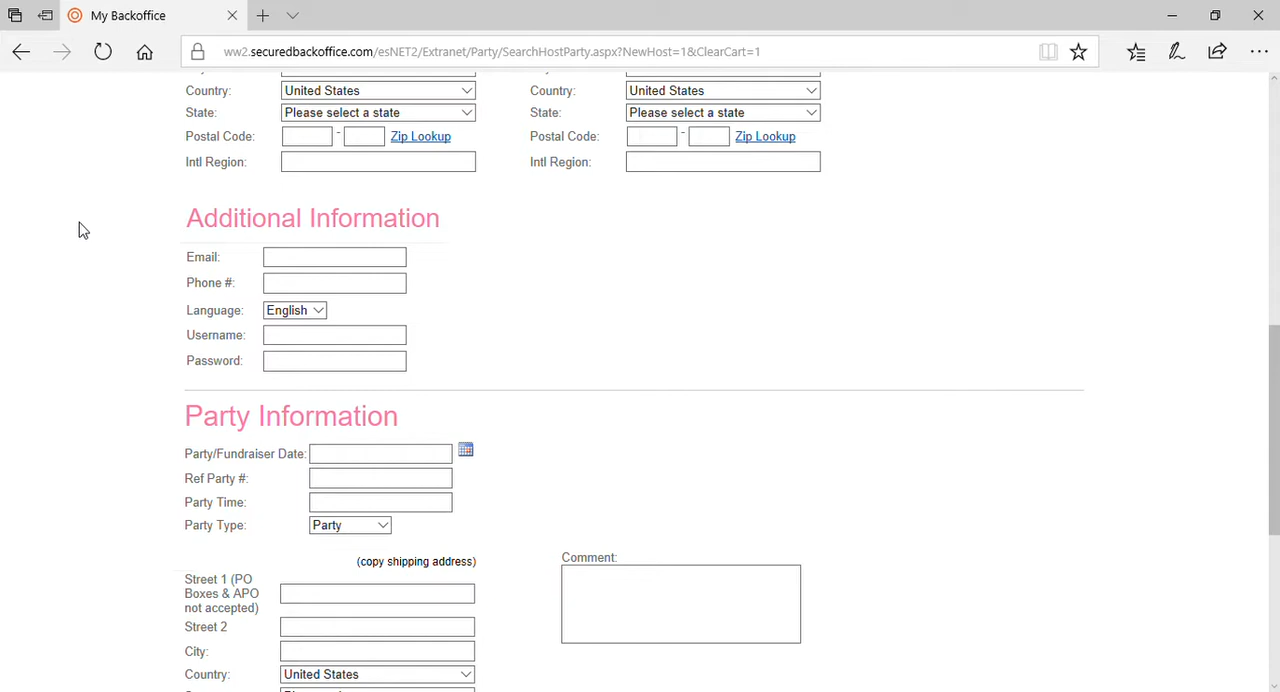 My Backoffice
ww2.securedbackoffice.com/esNET2/Extranet/Party/SearchHostParty.aspx?NewHost=1&ClearCart=1
Country: United States Country: United States
State: Please select a state State: Please select a state
Postal Code: - Zip Lookup Postal Code: - Zip Lookup
Intl Region: Intl Region:
Additional Information
Email:
Phone #:
Language: English
Username:
Password:
Party Information
Party/Fundraiser Date:
Ref Party #:
Party Time:
Party Type: Party
(copy shipping address) Comment:
Street 1 (PO
Boxes & APO
not accepted)
Street 2
City:
Country: United States